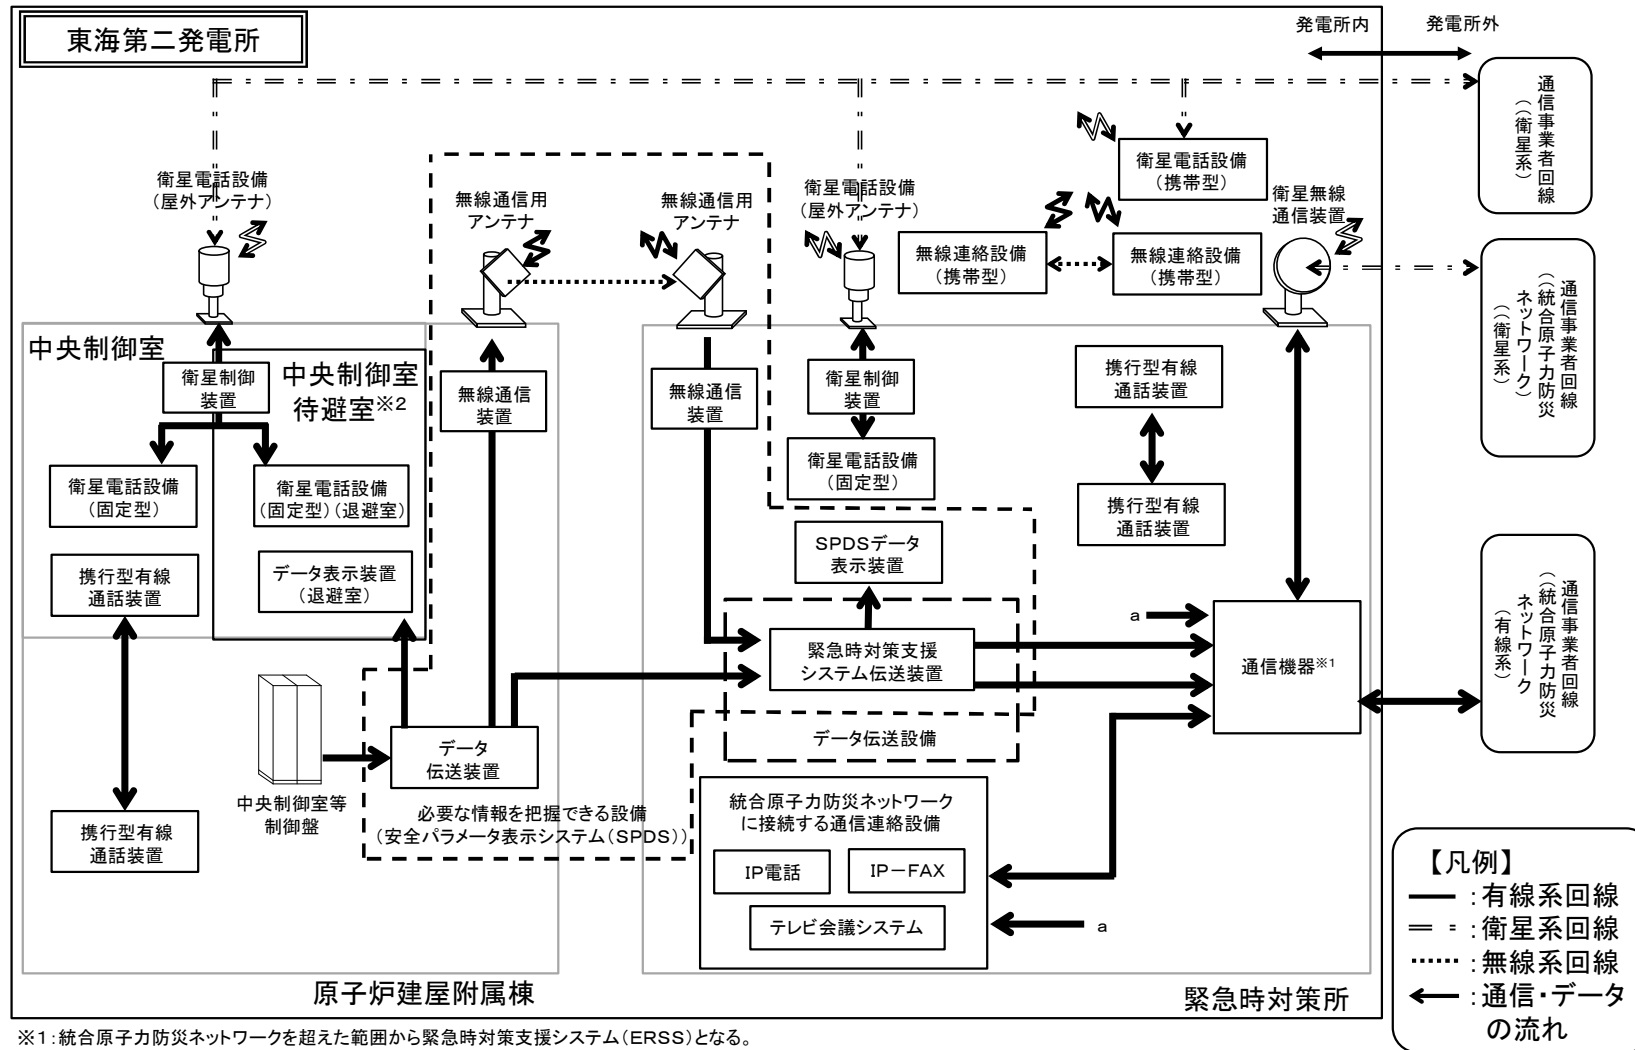 東海第二発電所
発電所内
発電所外
通信事業者回線
(（衛星系）
衛星電話設備
（屋外アンテナ）
無線通信用
アンテナ
無線通信用
アンテナ
衛星電話設備
（屋外アンテナ）
衛星電話設備
（携帯型）
衛星無線
通信装置
無線連絡設備
（携帯型）
無線連絡設備
（携帯型）
通信事業者回線
(（統合原子力防災
ネットワーク）
(（衛星系）
中央制御室
中央制御室
待避室※2
衛星制御
装置
無線通信
装置
無線通信
装置
衛星制御
装置
携行型有線
通話装置
衛星電話設備
（固定型）
衛星電話設備
（固定型）（退避室）
衛星電話設備
（固定型）
携行型有線
通話装置
SPDSデータ
表示装置
携行型有線
通話装置
データ表示装置
（退避室）
通信事業者回線
(（統合原子力防災
ネットワーク
（有線系）
a
緊急時対策支援
システム伝送装置
通信機器※1
データ
伝送装置
データ伝送設備
中央制御室等
制御盤
必要な情報を把握できる設備
（安全パラメータ表示システム（SPDS））
携行型有線
通話装置
統合原子力防災ネットワーク
に接続する通信連絡設備
IP電話
IP－FAX
テレビ会議システム
a
原子炉建屋附属棟
緊急時対策所
【凡例】
：有線系回線
：衛星系回線
：無線系回線
：通信・データ
の流れ
※1：統合原子力防災ネットワークを超えた範囲から緊急時対策支援システム（ERSS）となる。